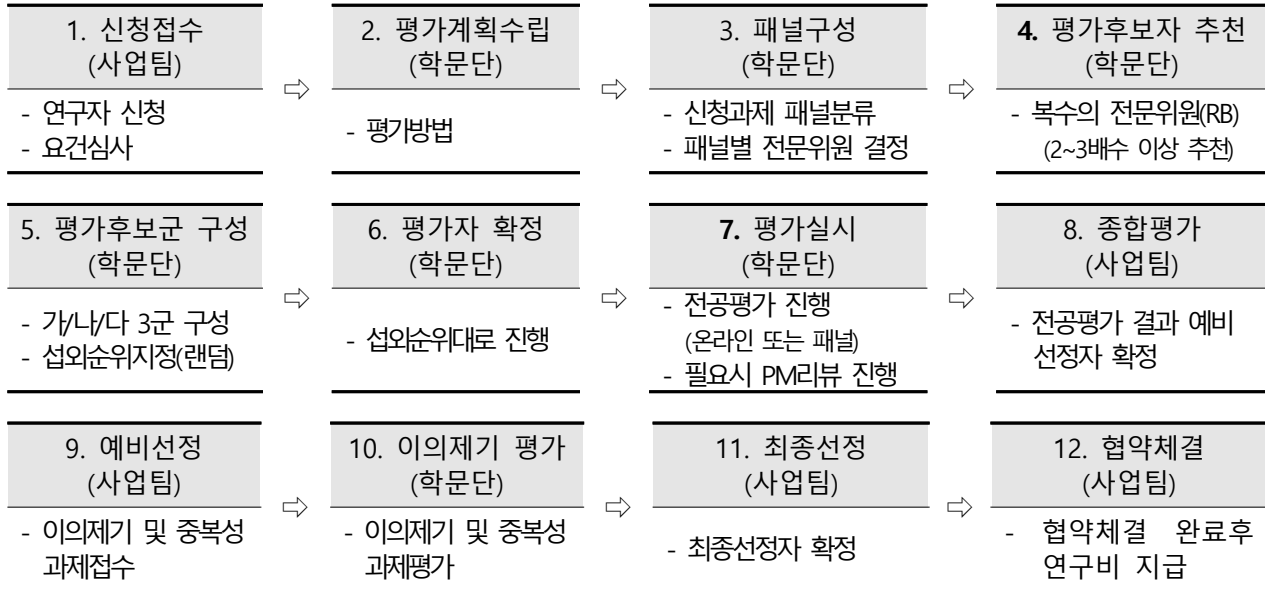 1. 신청접수
(사업팀)
- 연구자 신청
- 요건심사
⇨
2. 평가계획수립
(학문단)
- 평가방법
⇨
3. 패널구성
(학문단)
- 신청과제 패널분류
- 패널별 전문위원 결정
⇨
4. 평가후보자 추천
(학문단)
- 복수의 전문위원(RB)
(2~3배수 이상 추천)
5. 평가후보군 구성
(학문단)
- 가/나/다 3군 구성
- 섭외순위지정(랜덤)
⇨
6. 평가자 확정
(학문단)
- 섭외순위대로 진행
⇨
7. 평가실시
(학문단)
- 전공평가 진행
(온라인 또는 패널)
- 필요시 PM리뷰 진행
⇨
8. 종합평가
(사업팀)
- 전공평가 결과 예비
선정자 확정
9. 예비선정
(사업팀)
- 이의제기 및 중복성
과제접수
⇨
10. 이의제기 평가
(학문단)
- 이의제기 및 중복성
과제평가
⇨
11. 최종선정
(사업팀)
- 최종선정자 확정
⇨
12. 협약체결
(사업팀)
- 협약체결 완료후
연구비 지급